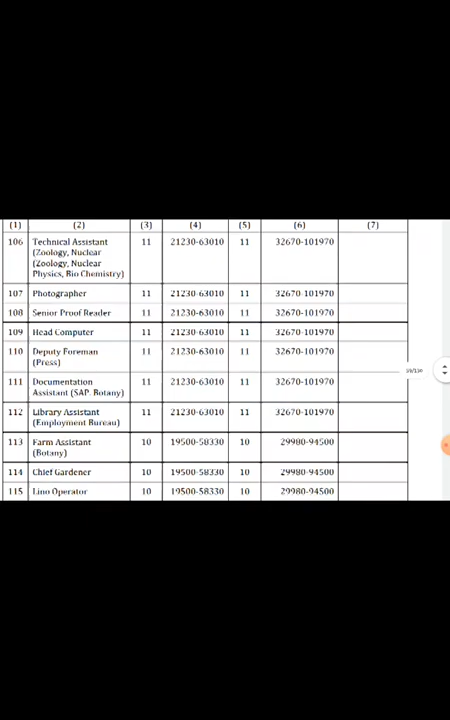 (1) (2) (3) (4) (5) (6) (7)
106 Technical Assistant 11 21230-63010 11 32670-101970
(Zoology, Nuclear
(Zoology, Nuclear
Physics, Bio Chemistry)
107 Photographer 11 21230-63010 11 32670-101970
108 Senior Proof Reader 11 21230-63010 11 32670-101970
109 Head Computer 11 21230-63010 11 32670-101970
110 Deputy Foreman 11 21230-63010 11 32670-101970
(Press)
111 Documentation 11 21230-63010 11 32670-101970
Assistant (SAP. Botany)
112 Library Assistant 11 21230-63010 11 32670-101970
(Employment Bureau)
113 Farm Assistant 10 19500-58330 10 29980-94500
(Botany)
114 Chief Gardener 10 19500-58330 10 29980-94500
115 Lino Operator 10 19500-58330 10 29980-94500